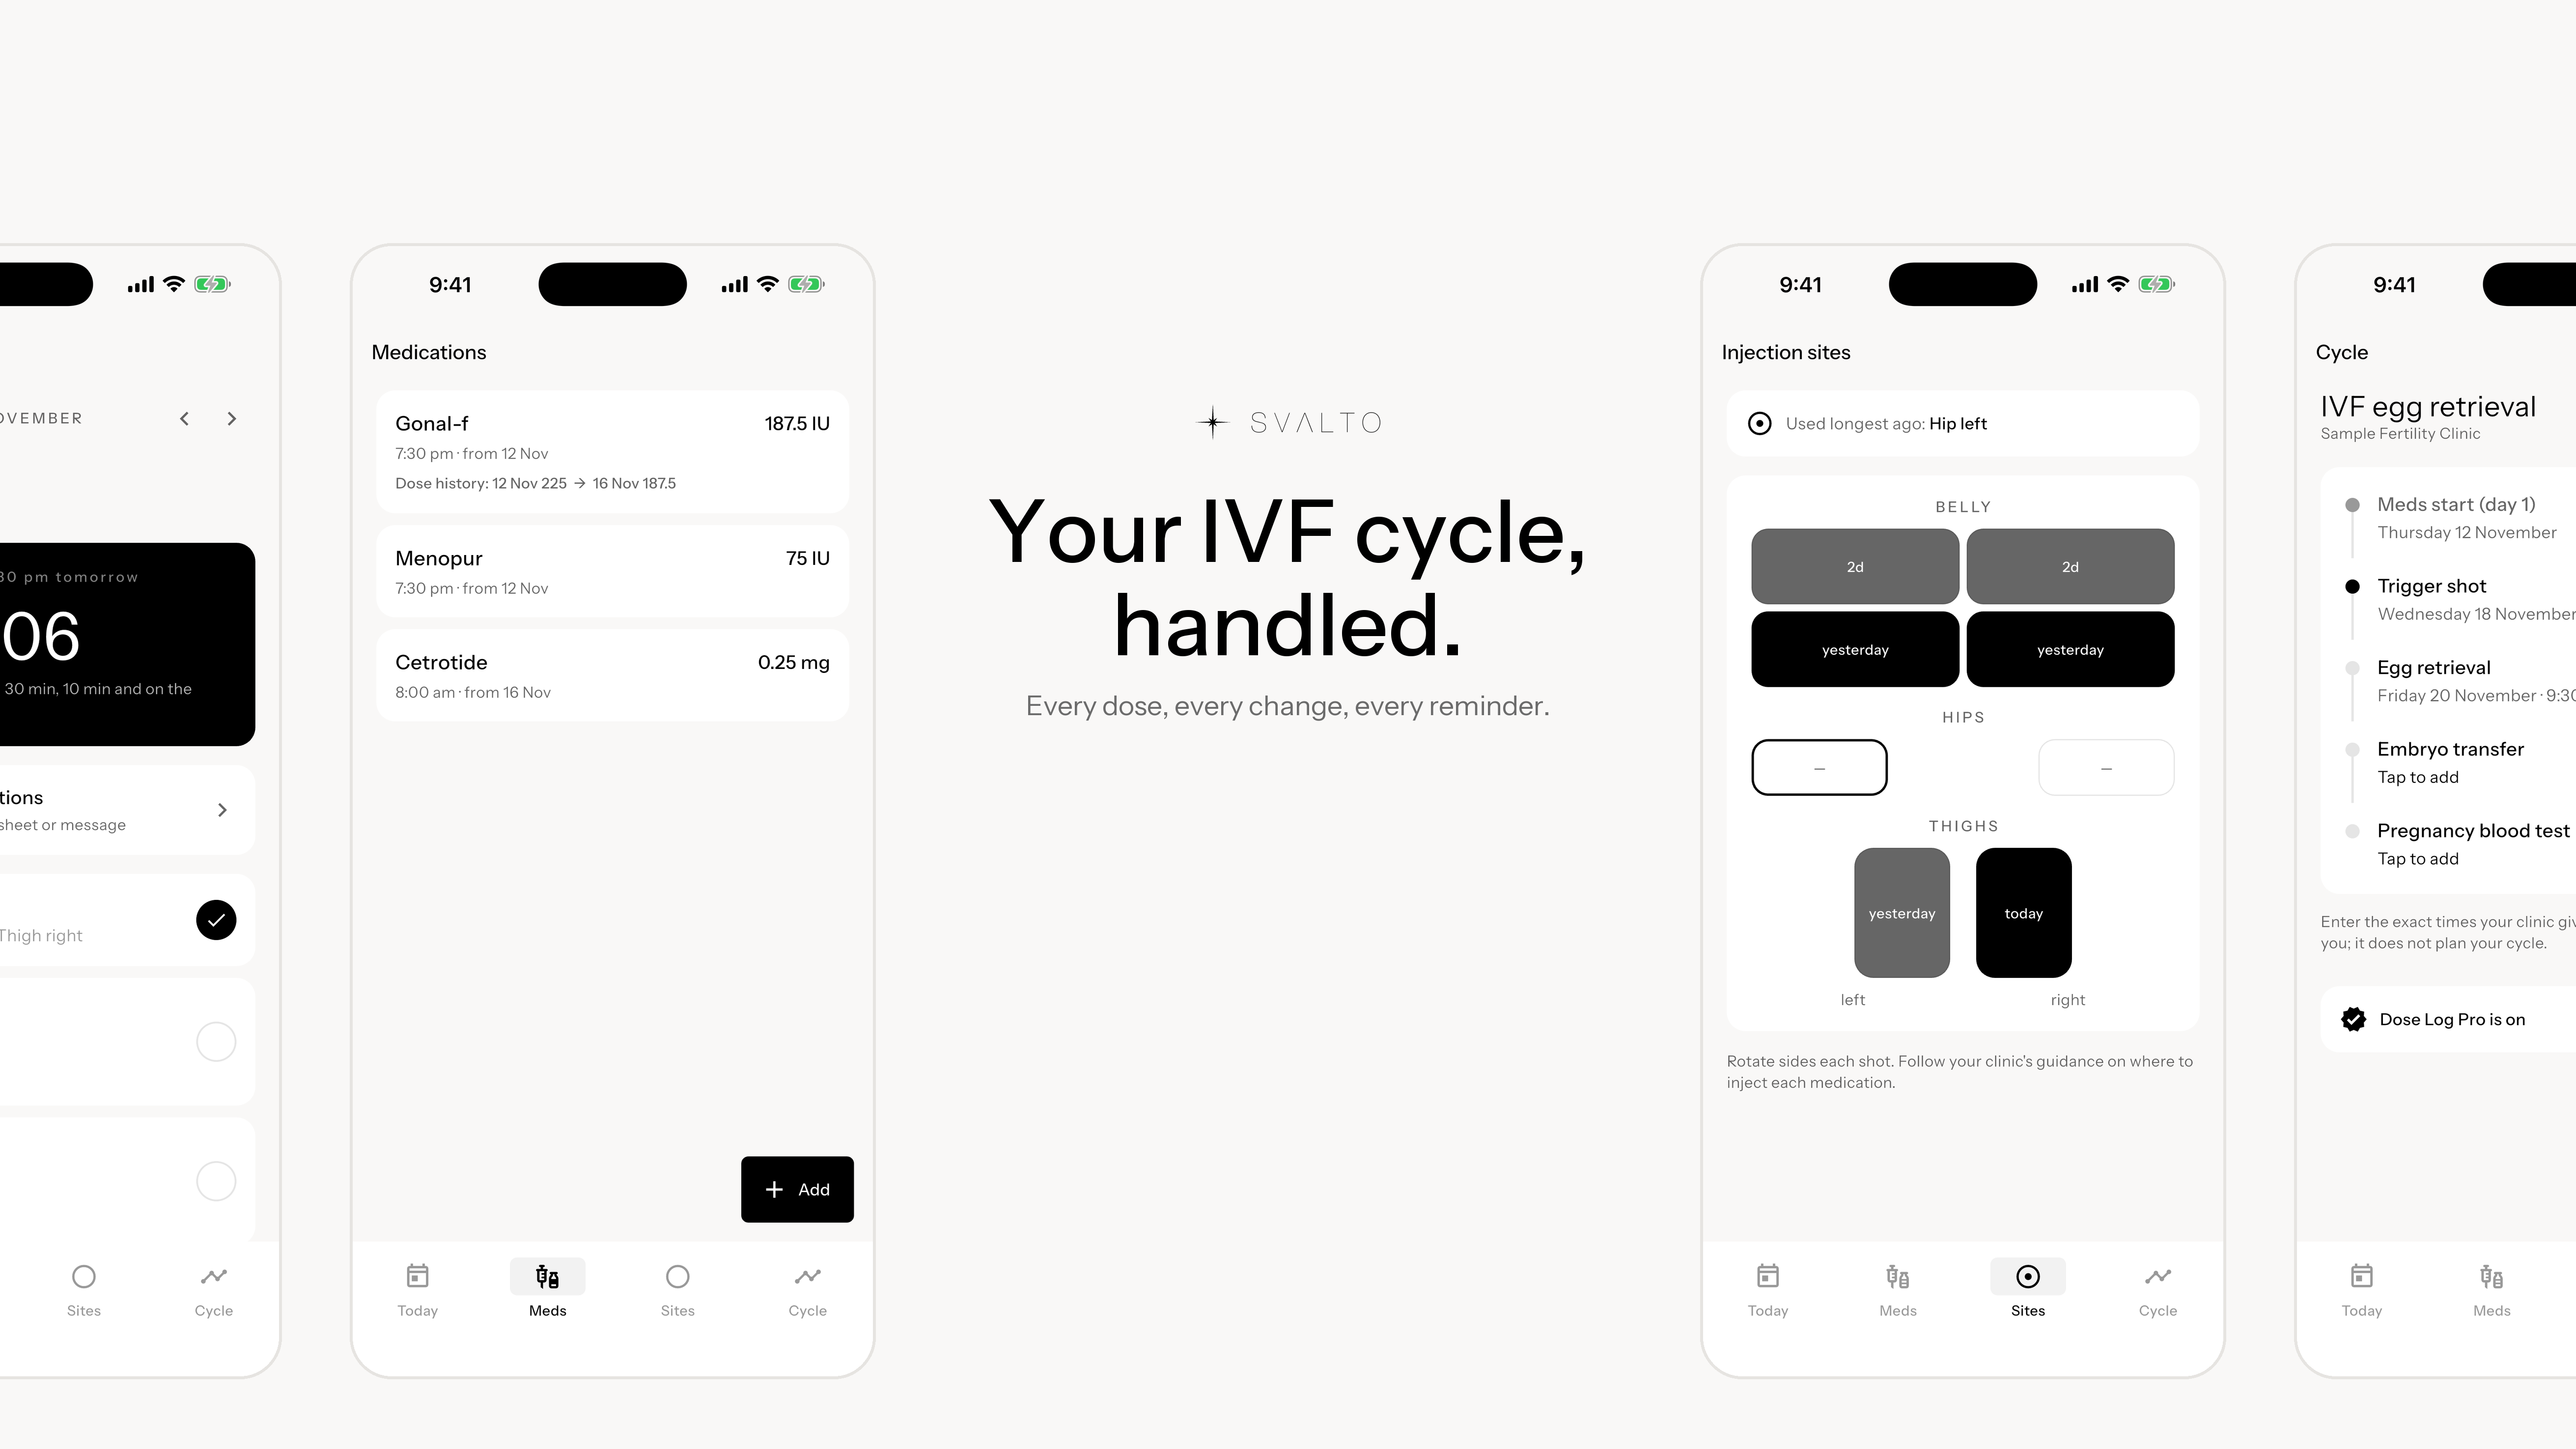 OVEMBER
30 pm tomorrow
06
30 min, 10 min and on the
tions
sheet or message
Thigh right
Sites
Cycle
9:41
Medications
Gonal-f
187.5 IU
7:30 pm · from 12 Nov
Dose history: 12 Nov 225 → 16 Nov 187.5
Menopur
75 IU
7:30 pm · from 12 Nov
Cetrotide
0.25 mg
8:00 am · from 16 Nov
+ Add
Today
Meds
Sites
Cycle
SVALTO
Your IVF cycle,
handled.
Every dose, every change, every reminder.
9:41
Injection sites
Used longest ago: Hip left
BELLY
2d
2d
yesterday
yesterday
HIPS
–
–
THIGHS
yesterday
today
left
right
Rotate sides each shot. Follow your clinic's guidance on where to
inject each medication.
Today
Meds
Sites
Cycle
9:41
Cycle
IVF egg retrieval
Sample Fertility Clinic
Meds start (day 1)
Thursday 12 November
Trigger shot
Wednesday 18 November
Egg retrieval
Friday 20 November · 9:30
Embryo transfer
Tap to add
Pregnancy blood test
Tap to add
Enter the exact times your clinic giv
you; it does not plan your cycle.
Dose Log Pro is on
Today
Meds